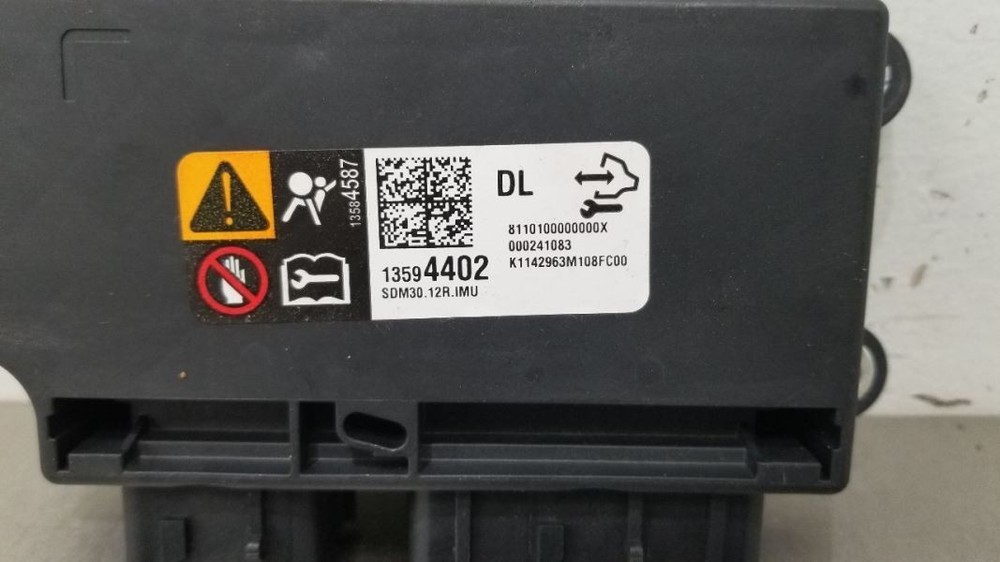 13584587
DL
8110100000000X
000241083
K1142963M108FC00
13594402
SDM30.12R.IMU